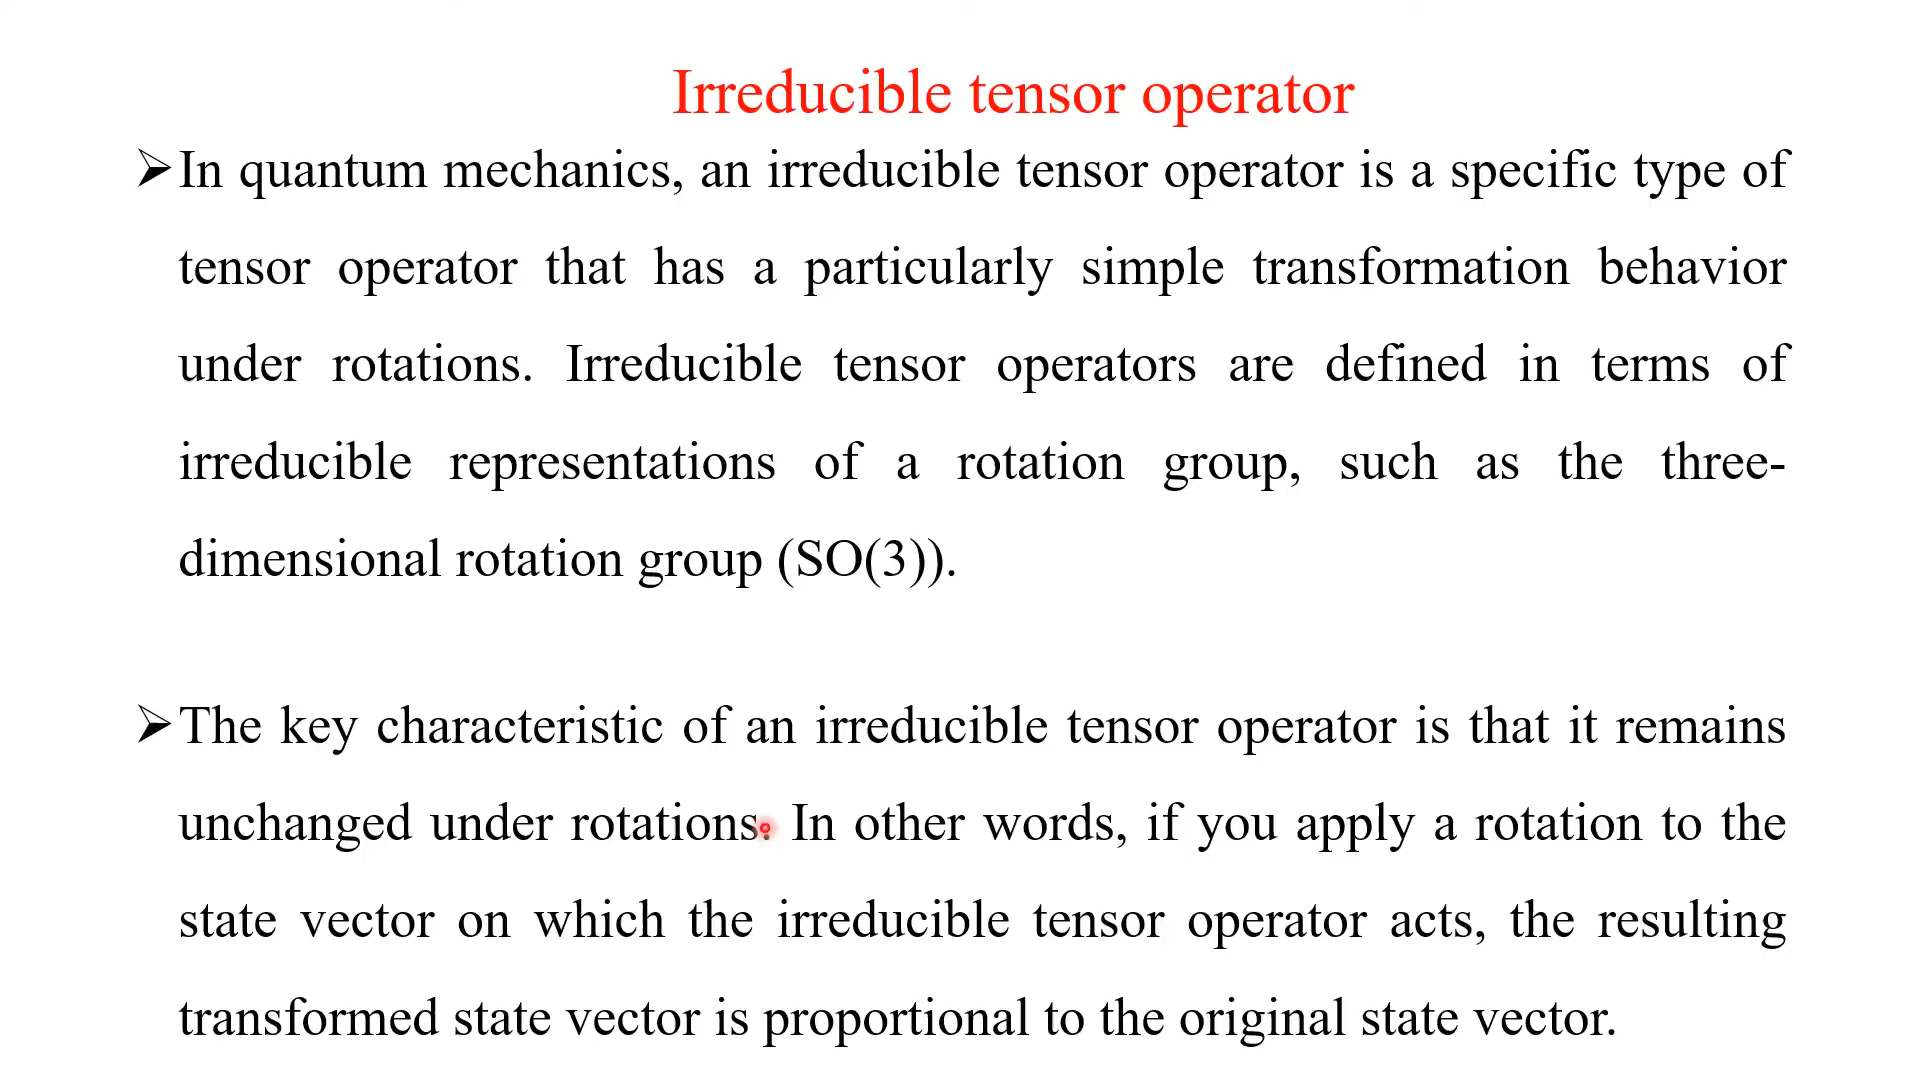 Irreducible tensor operator
➢In quantum mechanics, an irreducible tensor operator is a specific type of
tensor operator that has a particularly simple transformation behavior
under rotations. Irreducible tensor operators are defined in terms of
irreducible representations of a rotation group, such as the three-
dimensional rotation group (SO(3)).
➢The key characteristic of an irreducible tensor operator is that it remains
unchanged under rotations. In other words, if you apply a rotation to the
state vector on which the irreducible tensor operator acts, the resulting
transformed state vector is proportional to the original state vector.